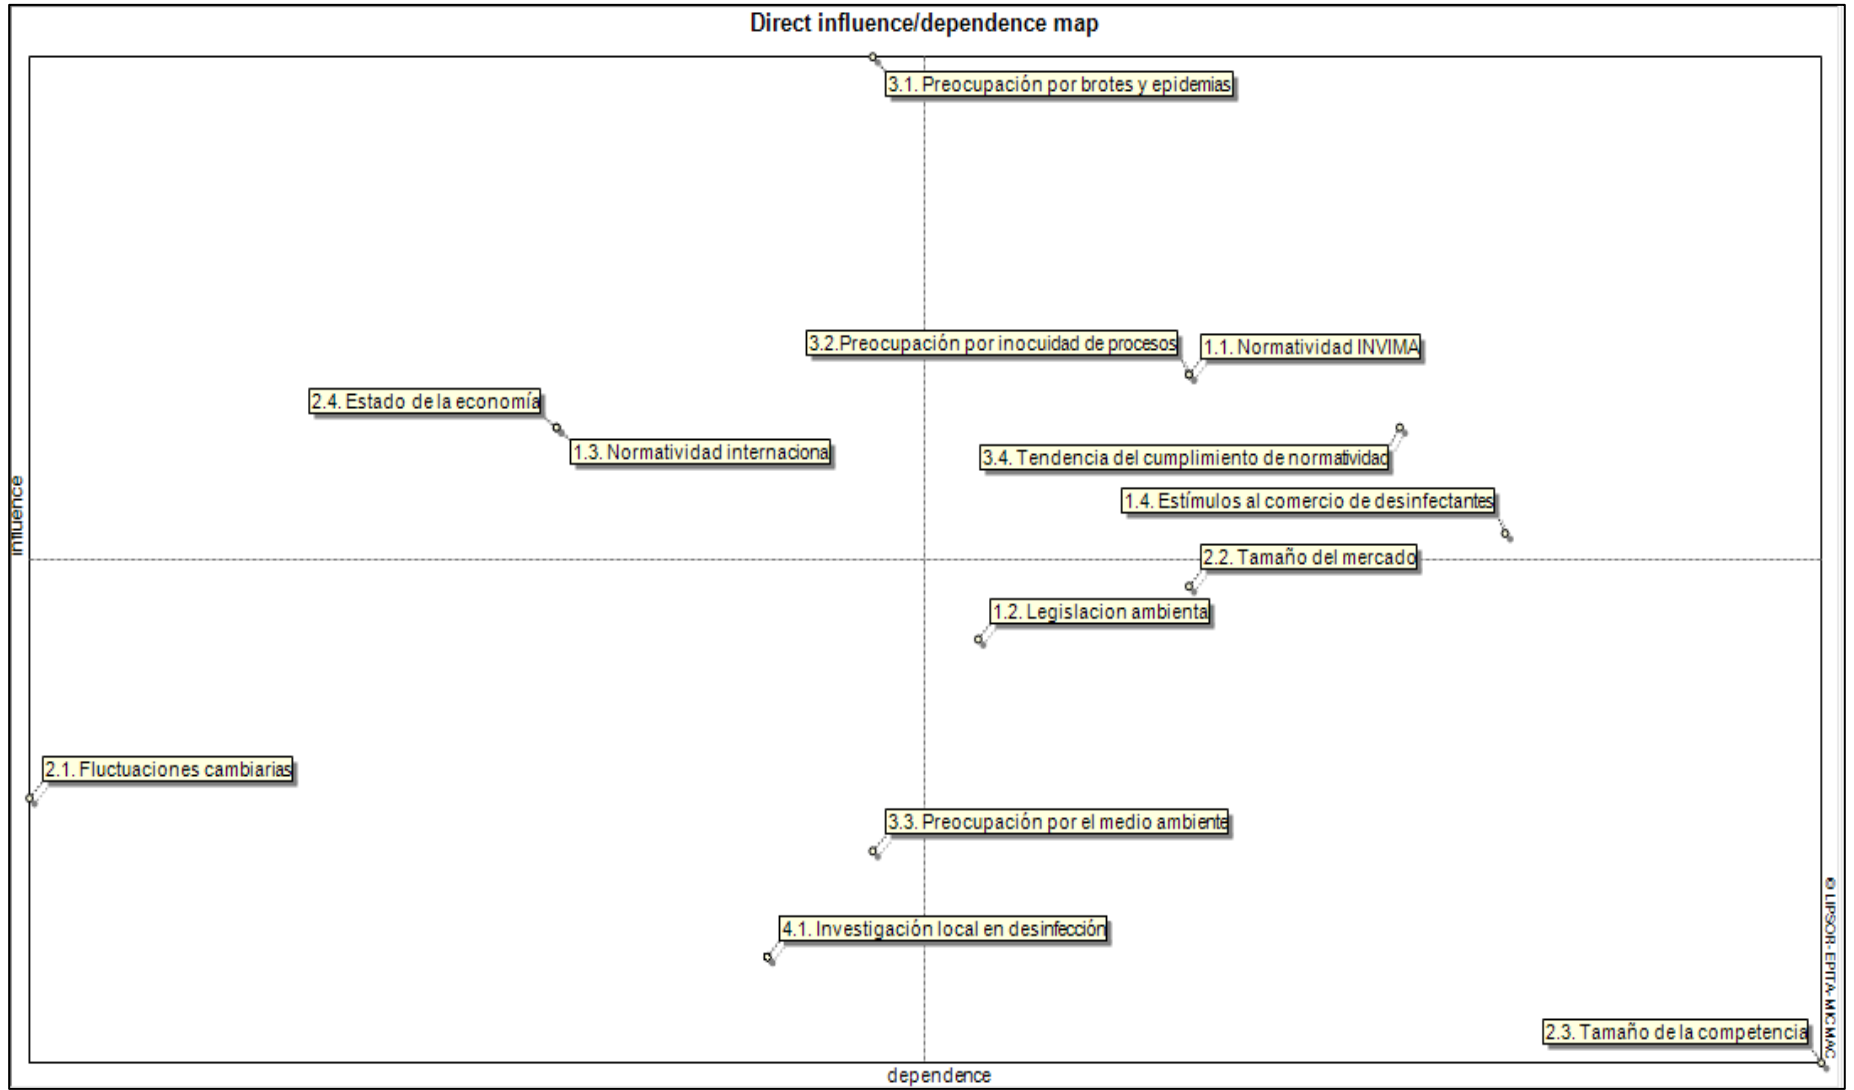 Direct influence/dependence map
3.1. Preocupación por brotes y epidemias
3.2.Preocupación por inocuidad de procesos
1.1. Normatividad INVIMA
2.4. Estado de la economía
1.3. Normatividad internaciona
3.4. Tendencia del cumplimiento de normatividad
1.4. Estímulos al comercio de desinfectantes
influence
2.2. Tamaño del mercado
1.2. Legislacion ambienta
2.1. Fluctuaciones cambiarias
3.3. Preocupación por el medio ambiente
4.1. Investigación local en desinfección
2.3. Tamaño de la competencia
dependence
© LIPSOR-EPITA-MICMAC